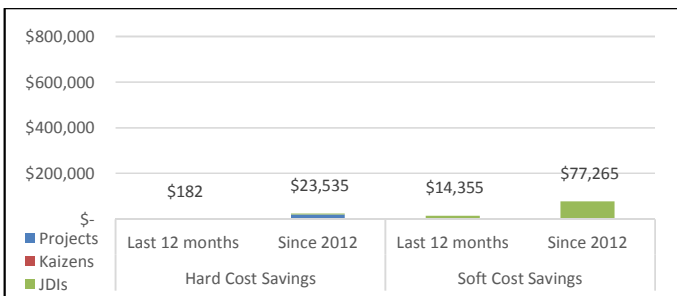 $800,000
$600,000
$400,000
$200,000
$-
$182
$23,535
$14,355
$77,265
Projects
Kaizens
JDIs
Last 12 months
Since 2012
Last 12 months
Since 2012
Hard Cost Savings
Soft Cost Savings